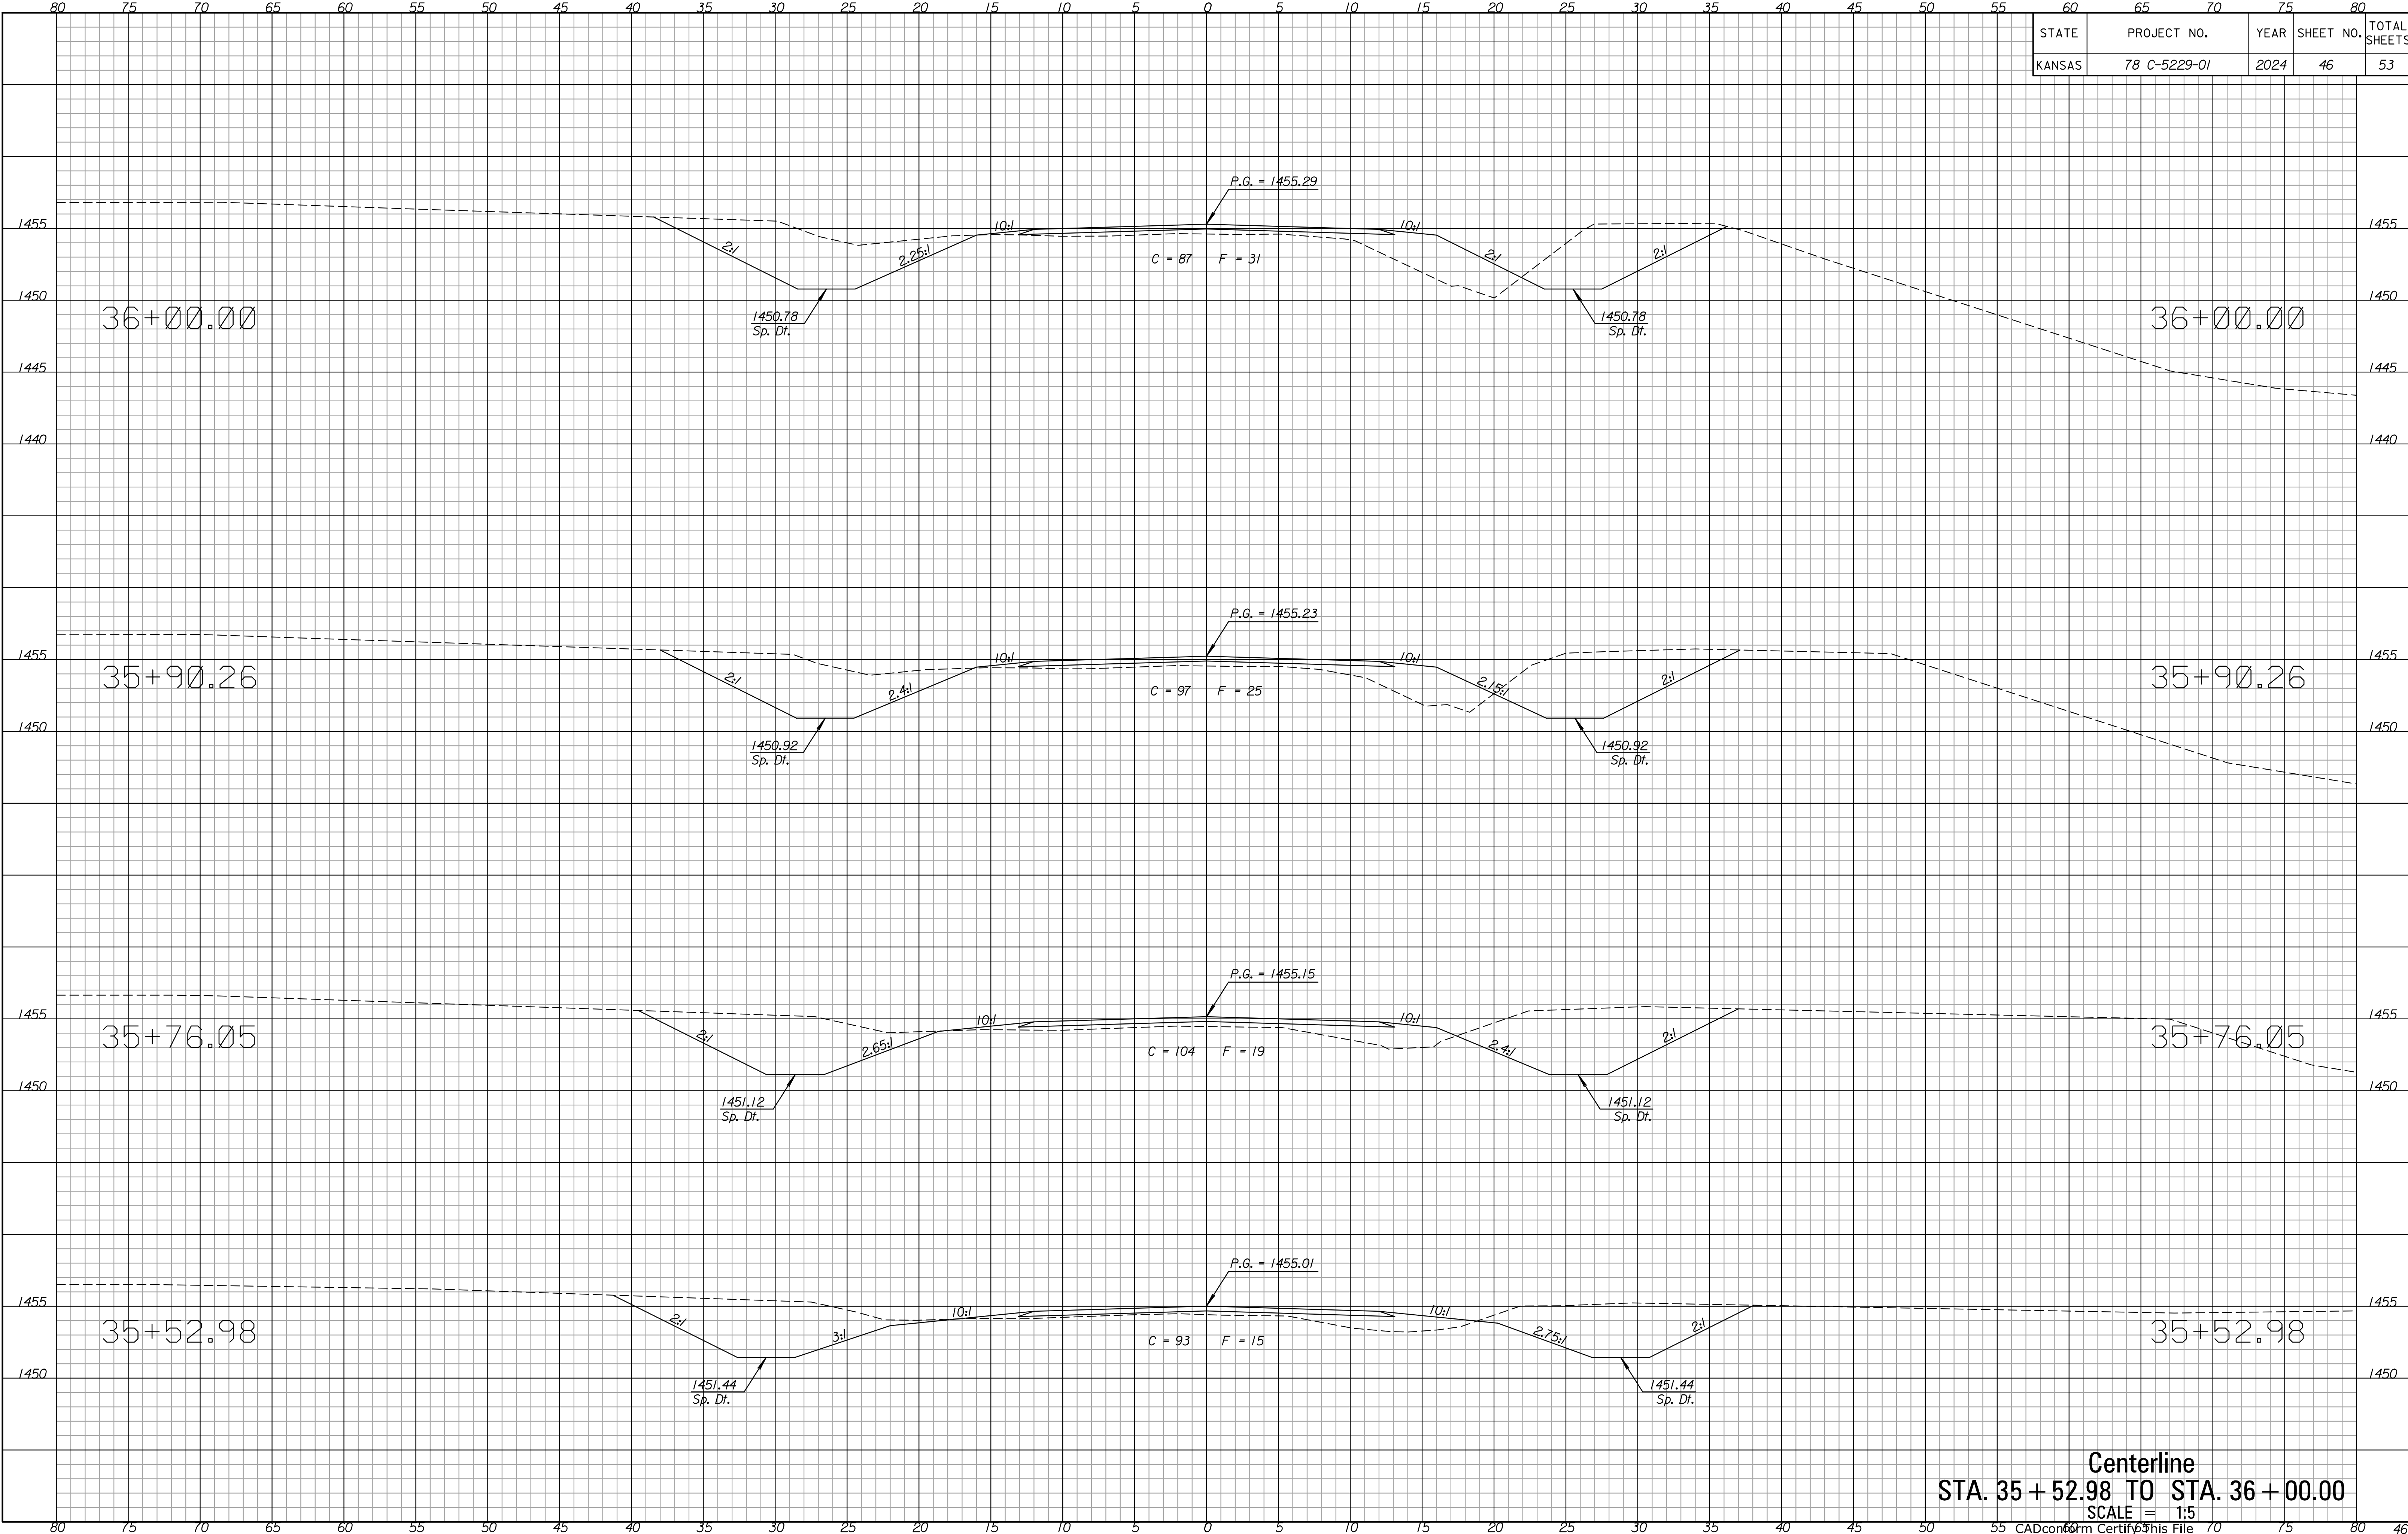 80 75 70 65 60 55 50 45 40 35 30 25 20 15 10 5 0 5 10 15 20 25 30 35 40 45 50 55 60 65 70 75 80
STATE PROJECT NO. YEAR SHEET NO. TOTAL SHEETS
KANSAS 78 C-5229-01 2024 46 53
P.G. = 1455.29
1455 10:1 10:1 1455
2:1 2.25:1 2:1 2:1
C = 87 F = 31
1450 1450
36+00.00 1450.78 1450.78 36+00.00
Sp. Dt. Sp. Dt.
1445 1445
1440 1440
P.G. = 1455.23
1455 10:1 10:1 1455
35+90.26 2:1 2.4:1 2.15:1 2:1 35+90.26
C = 97 F = 25
1450 1450
1450.92 1450.92
Sp. Dt. Sp. Dt.
P.G. = 1455.15
1455 10:1 10:1 1455
35+76.05 2:1 2.65:1 2.4:1 2:1 35+76.05
C = 104 F = 19
1450 1450
1451.12 1451.12
Sp. Dt. Sp. Dt.
P.G. = 1455.01
1455 10:1 10:1 1455
35+52.98 2:1 3:1 2.75:1 2:1 35+52.98
C = 93 F = 15
1450 1450
1451.44 1451.44
Sp. Dt. Sp. Dt.
Centerline
STA. 35+52.98 TO STA. 36+00.00
SCALE = 1:5
CADconform Certify This File
80 75 70 65 60 55 50 45 40 35 30 25 20 15 10 5 0 5 10 15 20 25 30 35 40 45 50 55 60 65 70 75 80